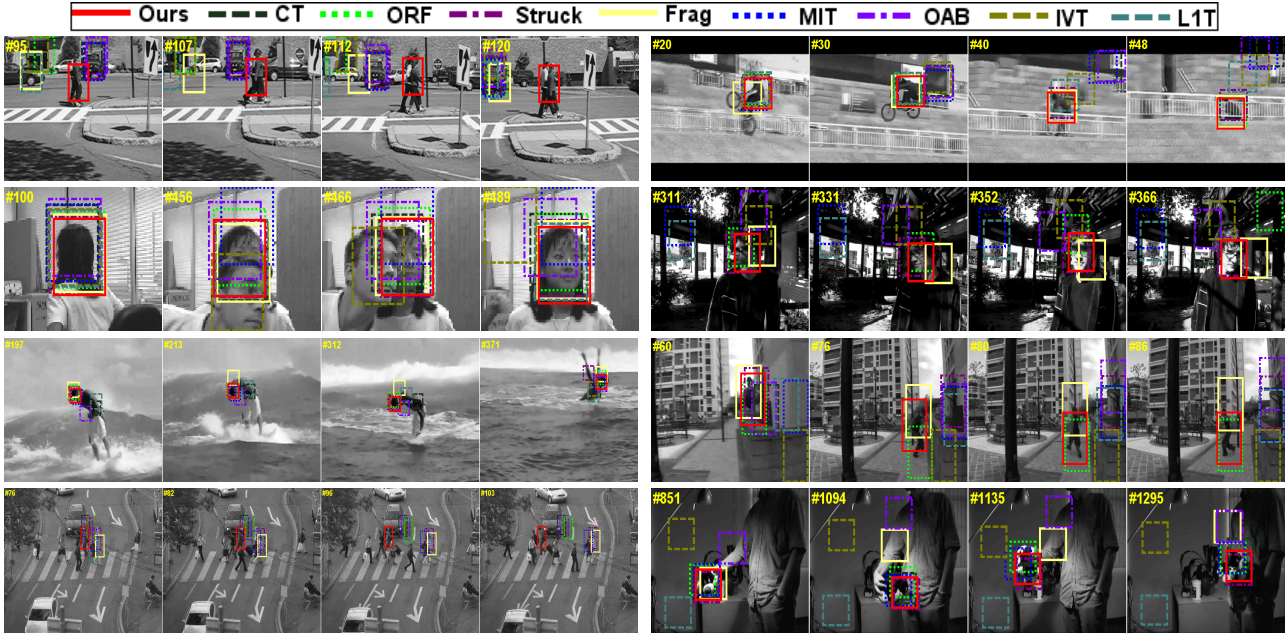 Ours CT ORF Struck Frag MIT OAB IVT L1T
#95 #107 #112 #120 #20 #30 #40 #48
#100 #456 #466 #489 #311 #331 #352 #366
#197 #213 #312 #371 #60 #76 #80 #86
#76 #82 #96 #103 #851 #1094 #1135 #1295